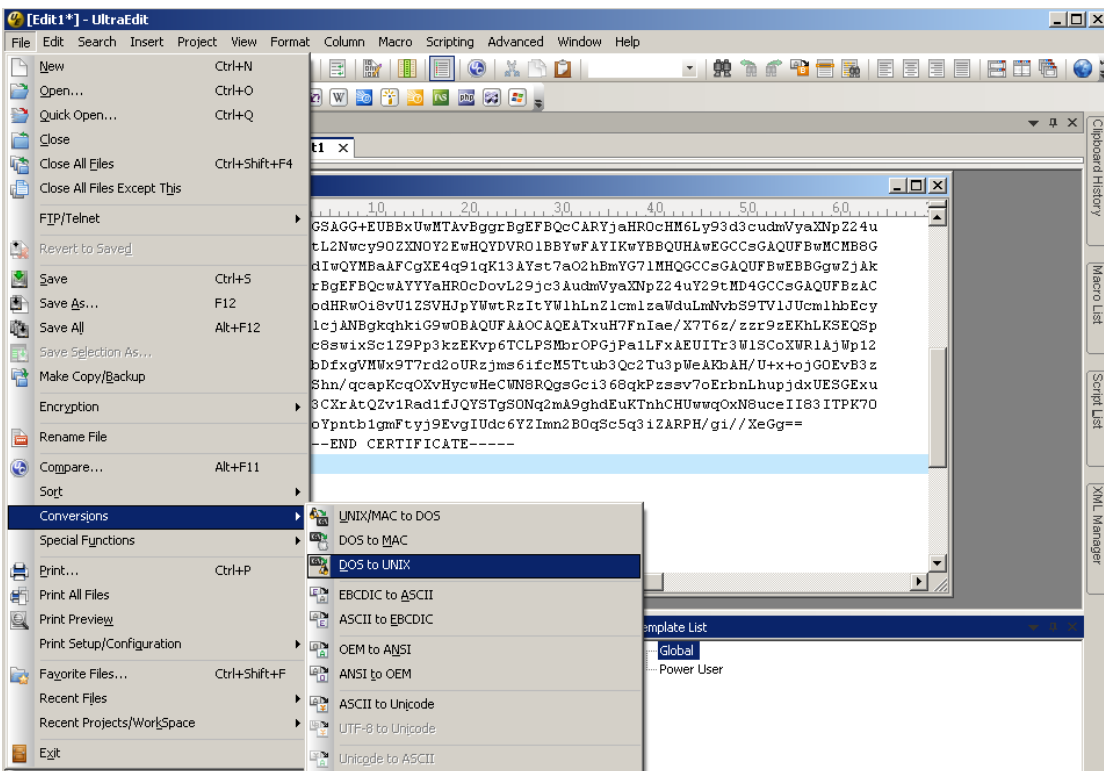 [Edit1*] - UltraEdit
File Edit Search Insert Project View Format Column Macro Scripting Advanced Window Help
New Ctrl+N
Open... Ctrl+O
Quick Open... Ctrl+Q
Close
Close All Files Ctrl+Shift+F4
Close All Files Except This
FTP/Telnet
Revert to Saved
Save Ctrl+S
Save As... F12
Save All Alt+F12
Save Selection As...
Make Copy/Backup
Encryption
Rename File
Compare... Alt+F11
Sort
Conversions
Special Functions
Print... Ctrl+P
Print All Files
Print Preview
Print Setup/Configuration
Favorite Files... Ctrl+Shift+F
Recent Files
Recent Projects/WorkSpace
Exit
UNIX/MAC to DOS
DOS to MAC
DOS to UNIX
EBCDIC to ASCII
ASCII to EBCDIC
OEM to ANSI
ANSI to OEM
ASCII to Unicode
UTF-8 to Unicode
Unicode to ASCII
t1
10 20 30 40 50 60
GSAGG+EUBBxUwMTAvBggrBgEFBQcCARYjaHR0cHM6Ly93d3cudmVyaXNpZ24u
tL2Nwcy9OZXNOY2EwHQYDVR01BBYwFAYIKwYBBQUHAwEGCCsGAQUFBwMCMB8G
dIwQYMBaAFCgXE4q91qK13AYst7aO2hBmYG71MHQGCCsGAQUFBwEBBGgwZjAk
rBgEFBQcwAYYYaHR0cDovL29jc3AudmVyaXNpZ24uY29tMD4GCCsGAQUFBzAC
odHRwOi8vU1ZSVHJpYWwtRzItYW1hLnZ1cm1zaWduLmNvbS9TV1JUcmlhbEcy
lcjANBgkqhkiG9w0BAQUFAAOCAQEATxuH7FnIae/X7T6z/zzr9zEKhLKSEQSp
c8swixSc1Z9Pp3kzEKvp6TCLPSMbrOPGjPa1LFxAEUITr3W1SCoXWR1AjWp12
bDfxgVMWx9T7rd2oURzjms6ifcM5Ttub3Qc2Tu3pWeAKbAH/U+x+ojGOEvB3z
Shn/qcapKcqOXvHycwHeCWN8RQgsGci368qkPzssv7oErbnLhupjdxUESGExu
3CXrAtQZv1Rad1fJQYSTgSONq2mA9ghdEuKTnhCHUwwqOxN8uceII83ITPK70
oYpntb1gmFtyj9EvgIUdc6YZImn2BOqSc5q3iZARPH/gi//XeGg==
--END CERTIFICATE-----
emplate List
Global
Power User
Clipboard History
Macro List
Script List
XML Manager